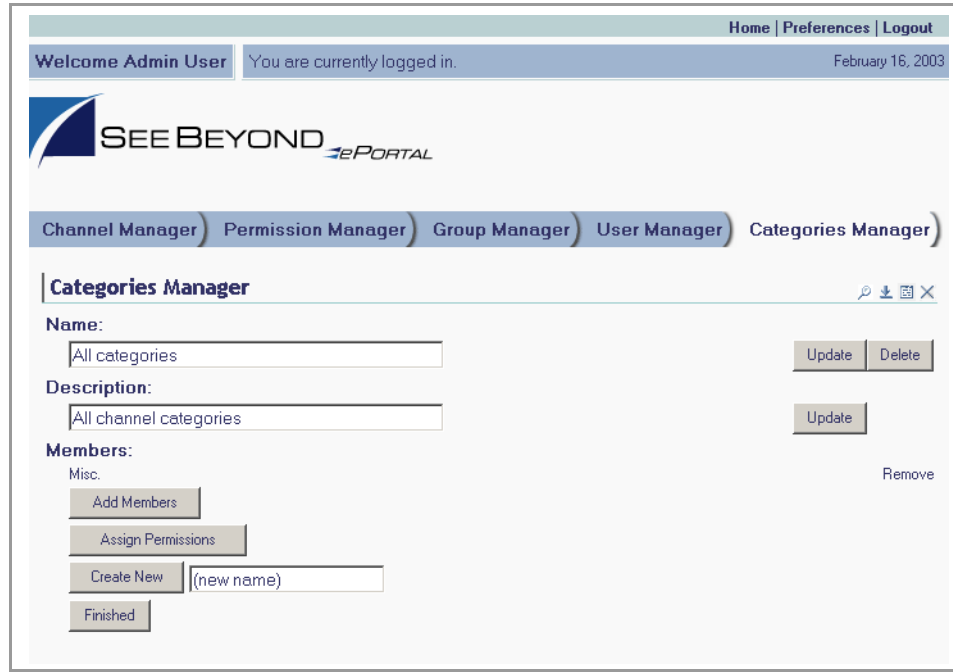 Home | Preferences | Logout
Welcome Admin User You are currently logged in. February 16, 2003
SEEBEYOND ePORTAL
Channel Manager Permission Manager Group Manager User Manager Categories Manager
Categories Manager
Name:
All categories Update Delete
Description:
All channel categories Update
Members:
Misc. Remove
Add Members
Assign Permissions
Create New (new name)
Finished